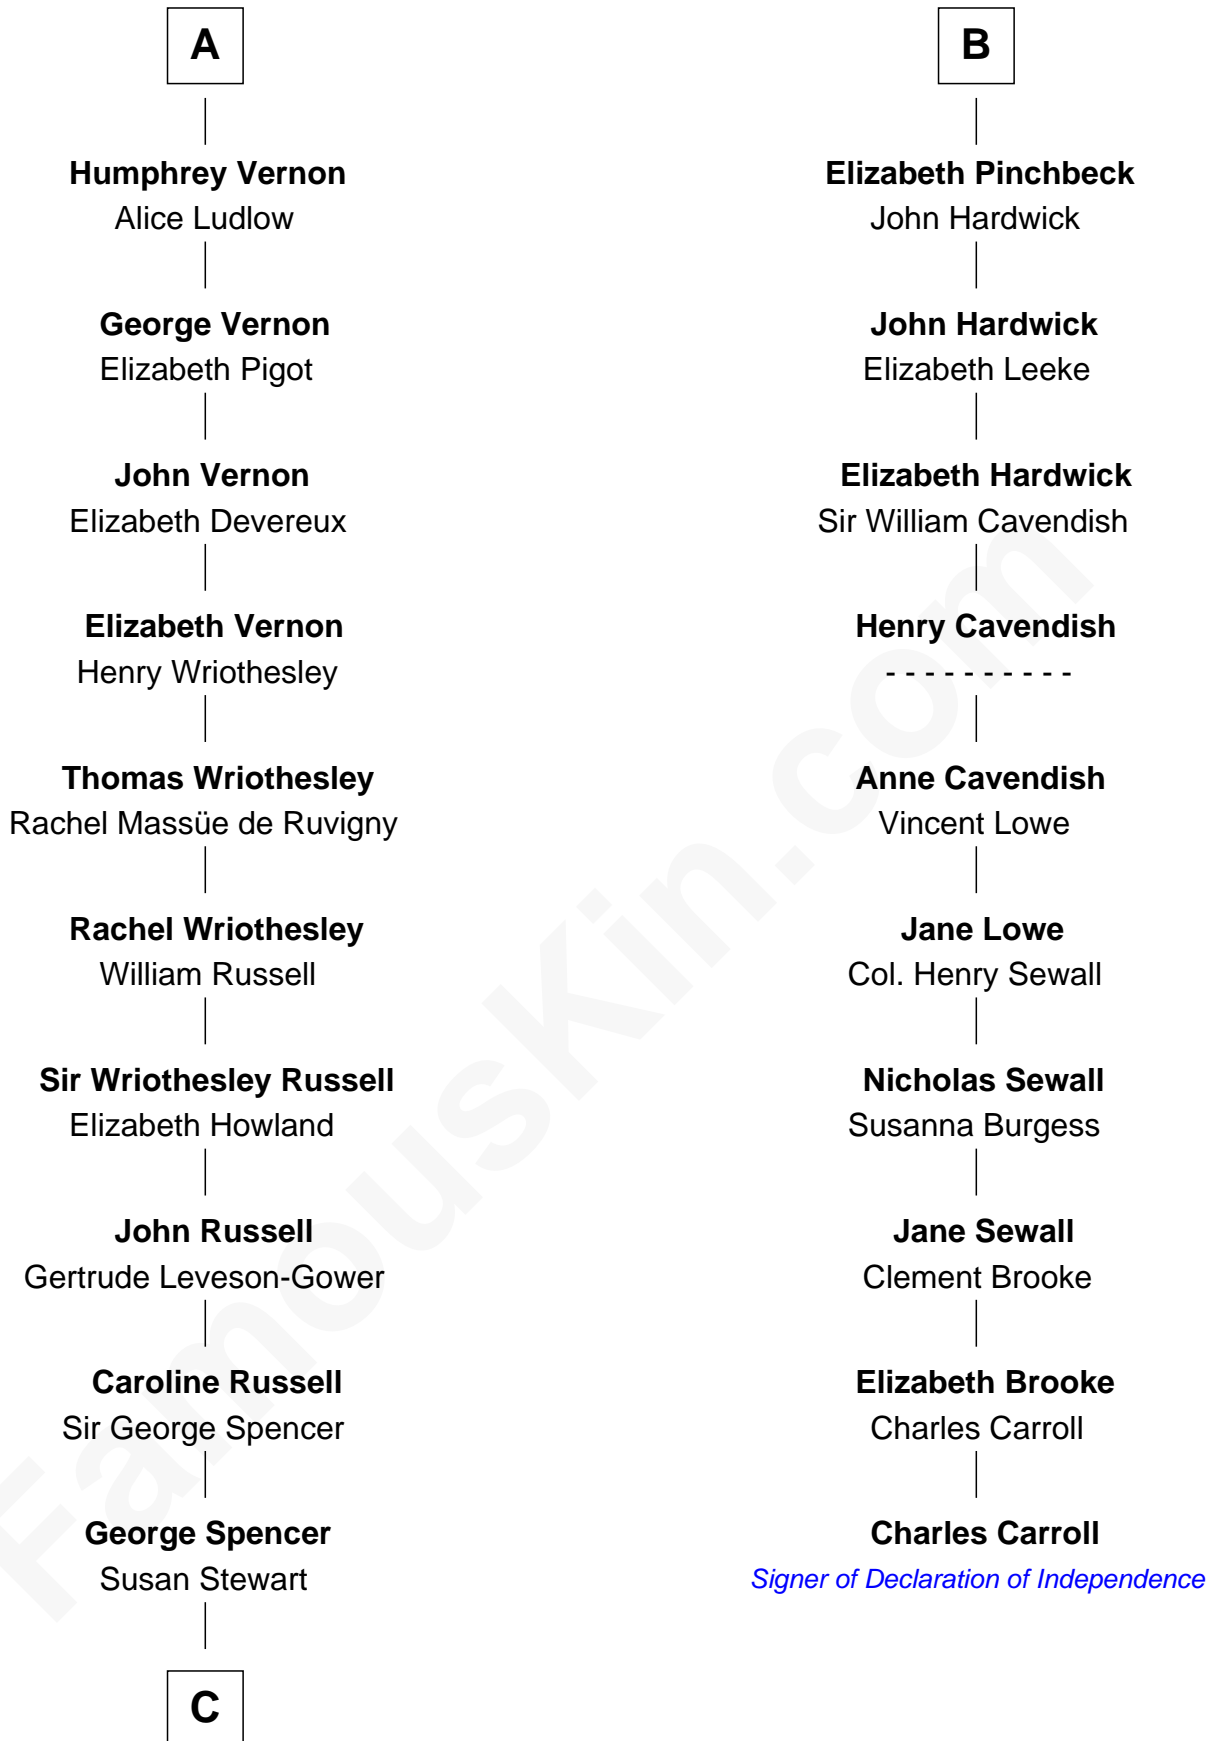 A
Humphrey Vernon
Alice Ludlow
George Vernon
Elizabeth Pigot
John Vernon
Elizabeth Devereux
Elizabeth Vernon
Henry Wriothesley
Thomas Wriothesley
Rachel Massüe de Ruvigny
Rachel Wriothesley
William Russell
Sir Wriothesley Russell
Elizabeth Howland
John Russell
Gertrude Leveson-Gower
Caroline Russell
Sir George Spencer
George Spencer
Susan Stewart
C
B
Elizabeth Pinchbeck
John Hardwick
John Hardwick
Elizabeth Leeke
Elizabeth Hardwick
Sir William Cavendish
Henry Cavendish
- - - - - - - - - -
Anne Cavendish
Vincent Lowe
Jane Lowe
Col. Henry Sewall
Nicholas Sewall
Susanna Burgess
Jane Sewall
Clement Brooke
Elizabeth Brooke
Charles Carroll
Charles Carroll
Signer of Declaration of Independence
FamousKin.com